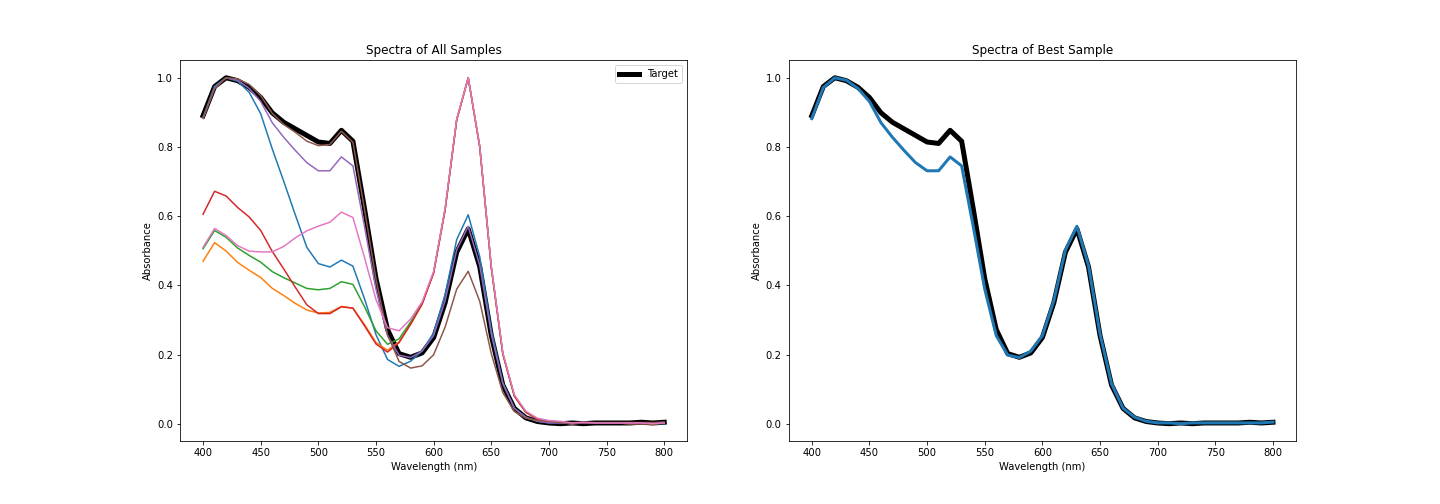 Spectra of All Samples
Target
1.0
0.8
0.6
0.4
0.2
0.0
Absorbance
400 450 500 550 600 650 700 750 800
Wavelength (nm)
Spectra of Best Sample
1.0
0.8
0.6
0.4
0.2
0.0
Absorbance
400 450 500 550 600 650 700 750 800
Wavelength (nm)